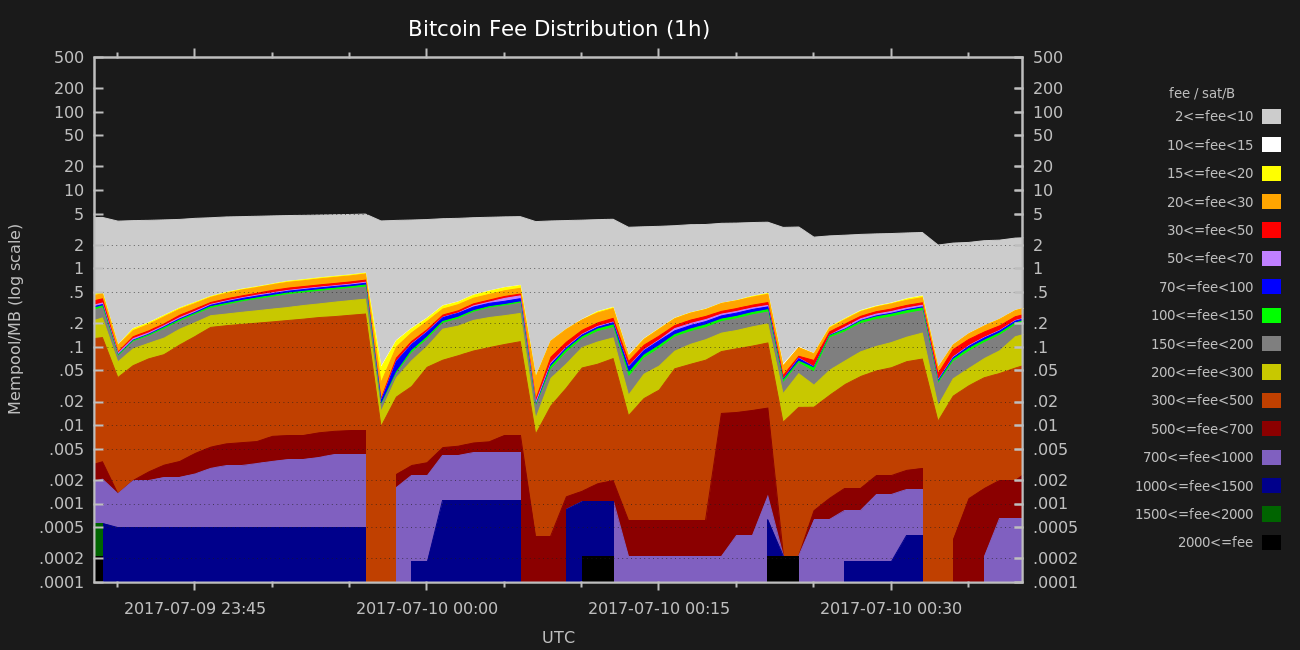 Bitcoin Fee Distribution (1h)
500 500
200 200
100 100
50 50
20 20
10 10
5 5
2 2
1 1
.5 .5
.2 .2
.1 .1
.05 .05
.02 .02
.01 .01
.005 .005
.002 .002
.001 .001
.0005 .0005
.0002 .0002
.0001 .0001
Mempool/MB (log scale)
2017-07-09 23:45 2017-07-10 00:00 2017-07-10 00:15 2017-07-10 00:30
UTC
fee / sat/B
2<=fee<10
10<=fee<15
15<=fee<20
20<=fee<30
30<=fee<50
50<=fee<70
70<=fee<100
100<=fee<150
150<=fee<200
200<=fee<300
300<=fee<500
500<=fee<700
700<=fee<1000
1000<=fee<1500
1500<=fee<2000
2000<=fee